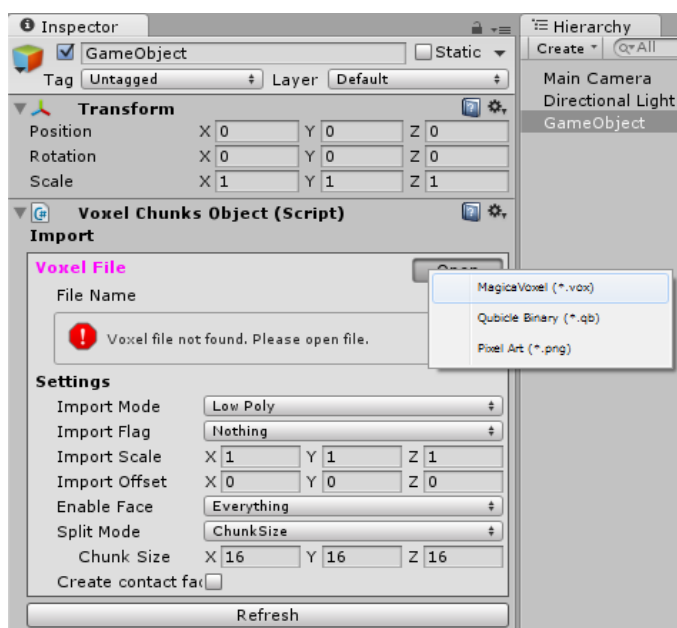 Inspector
GameObject
Static
Tag Untagged Layer Default
Transform
Position X 0 Y 0 Z 0
Rotation X 0 Y 0 Z 0
Scale X 1 Y 1 Z 1
Voxel Chunks Object (Script)
Import
Voxel File
Open
File Name
Voxel file not found. Please open file.
MagicaVoxel (*.vox)
Qubicle Binary (*.qb)
Pixel Art (*.png)
Settings
Import Mode Low Poly
Import Flag Nothing
Import Scale X 1 Y 1 Z 1
Import Offset X 0 Y 0 Z 0
Enable Face Everything
Split Mode ChunkSize
Chunk Size X 16 Y 16 Z 16
Create contact fa
Refresh
Hierarchy
Create All
Main Camera
Directional Light
GameObject